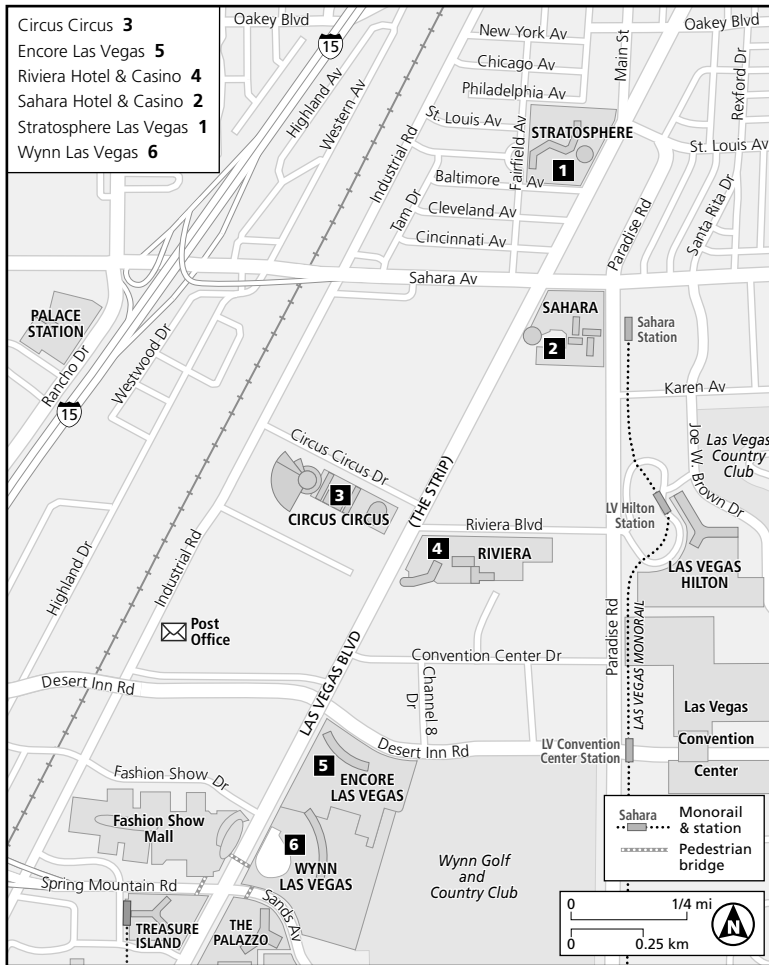 Circus Circus 3
Encore Las Vegas 5
Riviera Hotel & Casino 4
Sahara Hotel & Casino 2
Stratosphere Las Vegas 1
Wynn Las Vegas 6
Oakey Blvd
15
Highland Av
Western Av
New York Av
Chicago Av
Philadelphia Av
Main St
Oakey Blvd
Rexford Dr
St. Louis Av
Industrial Rd
Fairfield Av
STRATOSPHERE
1
St. Louis Av
Baltimore Av
Tam Dr
Cleveland Av
Cincinnati Av
Paradise Rd
Santa Rita Dr
Sahara Av
PALACE
STATION
Rancho Dr
Westwood Dr
15
SAHARA
2
Sahara
Station
Karen Av
Joe W. Brown Dr
Las Vegas
Country
Club
Circus Circus Dr
3
CIRCUS CIRCUS
(THE STRIP)
LV Hilton
Station
Riviera Blvd
4
RIVIERA
LAS VEGAS
HILTON
Highland Dr
Industrial Rd
Post
Office
LAS VEGAS BLVD
Convention Center Dr
Channel 8
Dr
Paradise Rd
LAS VEGAS MONORAIL
Las Vegas
Convention
Center
Desert Inn Rd
Desert Inn Rd
LV Convention
Center Station
5
ENCORE
LAS VEGAS
Fashion Show Dr
Fashion Show
Mall
6
WYNN
LAS VEGAS
Wynn Golf
and
Country Club
Spring Mountain Rd
Sands Av
TREASURE
ISLAND
THE
PALAZZO
Sahara
Monorail
& station
Pedestrian
bridge
0 1/4 mi
0 0.25 km
N